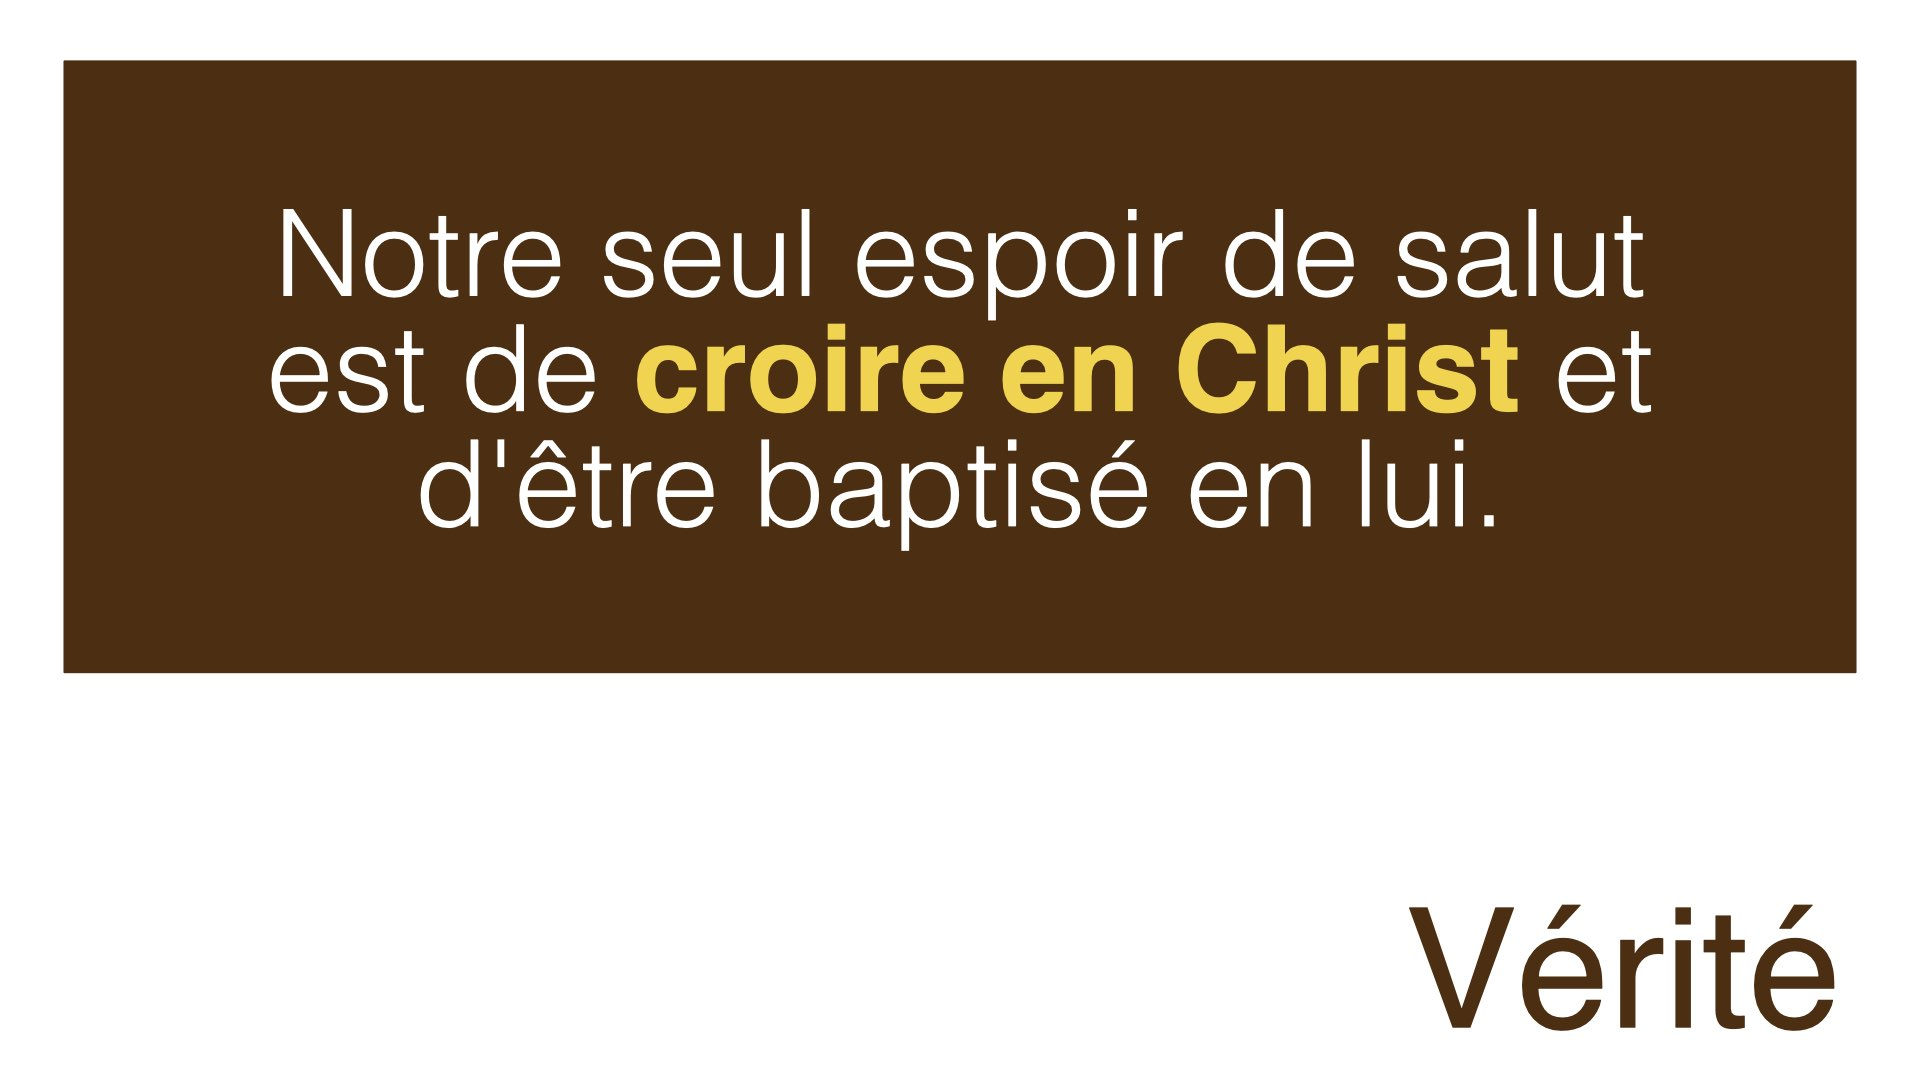 Notre seul espoir de salut
est de croire en Christ et
d'être baptisé en lui.
Vérité